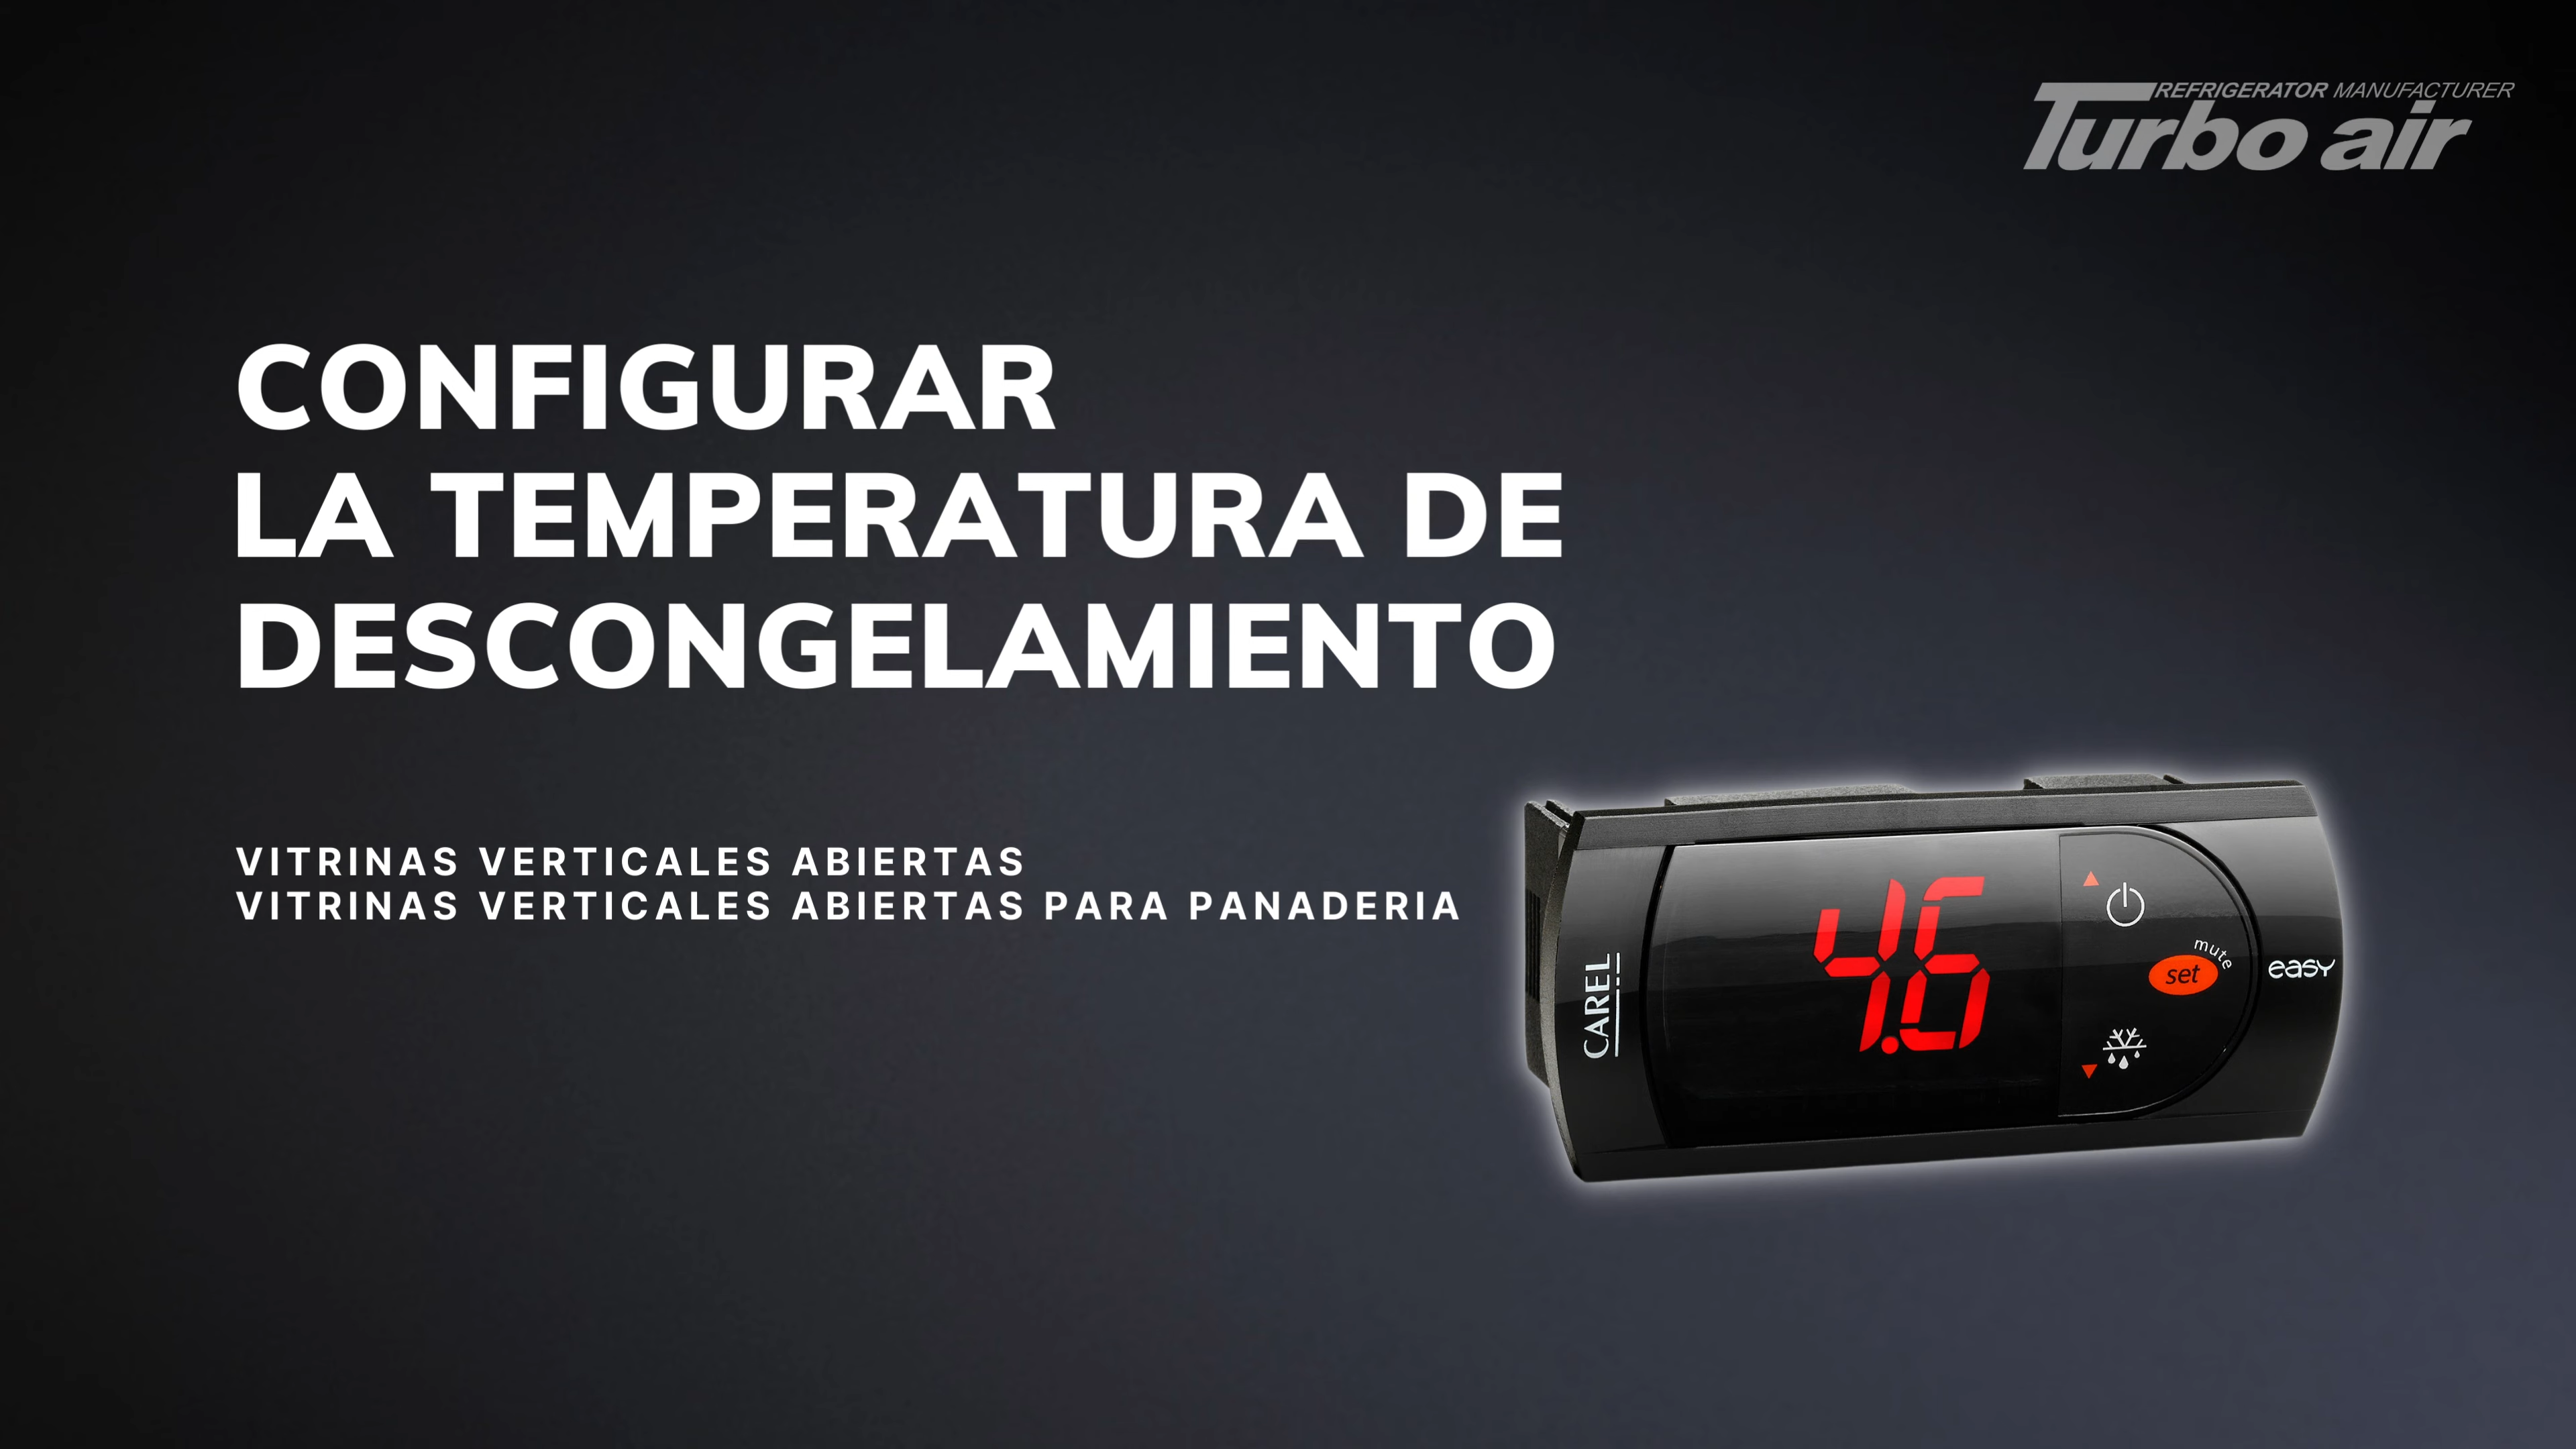 REFRIGERATOR MANUFACTURER
Turbo air
CONFIGURAR
LA TEMPERATURA DE
DESCONGELAMIENTO
VITRINAS VERTICALES ABIERTAS
VITRINAS VERTICALES ABIERTAS PARA PANADERIA
CAREL
4.6
mute
set
easy